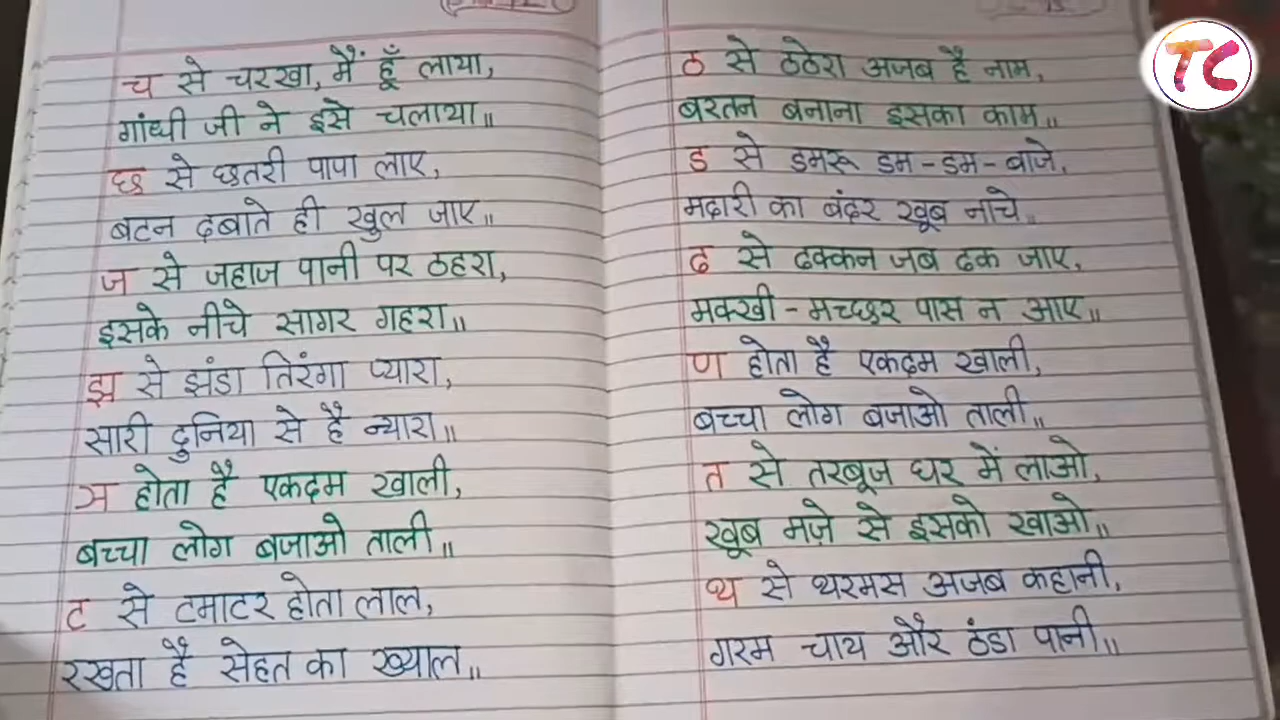 च से चरखा, मैं हूँ लाया,
गांधी जी ने इसे चलाया॥
छ से छतरी पापा लाए,
बटन दबाते ही खुल जाए॥
ज से जहाज पानी पर ठहरा,
इसके नीचे सागर गहरा॥
झ से झंडा तिरंगा प्यारा,
सारी दुनिया से है न्यारा॥
ञ होता है एकदम खाली,
बच्चा लोग बजाओ ताली॥
ट से टमाटर होता लाल,
रखता है सेहत का ख्याल॥
ठ से ठठेरा अजब है नाम,
बरतन बनाना इसका काम॥
ड से डमरू डम-डम-बाजे,
मदारी का बंदर खूब नाचे॥
ढ से ढक्कन जब ढक जाए,
मक्खी-मच्छर पास न आए॥
ण होता है एकदम खाली,
बच्चा लोग बजाओ ताली॥
त से तरबूज घर में लाओ,
खूब मज़े से इसको खाओ॥
थ से थरमस अजब कहानी,
गरम चाय और ठंडा पानी॥
TC